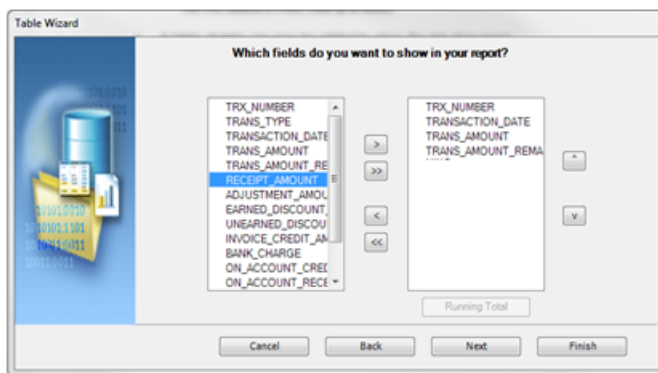 Table Wizard
Which fields do you want to show in your report?
TRX_NUMBER
TRANS_TYPE
TRANSACTION_DATE
TRANS_AMOUNT
TRANS_AMOUNT_RE
RECEIPT_AMOUNT
ADJUSTMENT_AMOU
EARNED_DISCOUNT_
UNEARNED_DISCOU
INVOICE_CREDIT_AM
BANK_CHARGE
ON_ACCOUNT_CRED
ON_ACCOUNT_RECE
>
>>
<
<<
TRX_NUMBER
TRANSACTION_DATE
TRANS_AMOUNT
TRANS_AMOUNT_REMA
^
v
Running Total
Cancel Back Next Finish